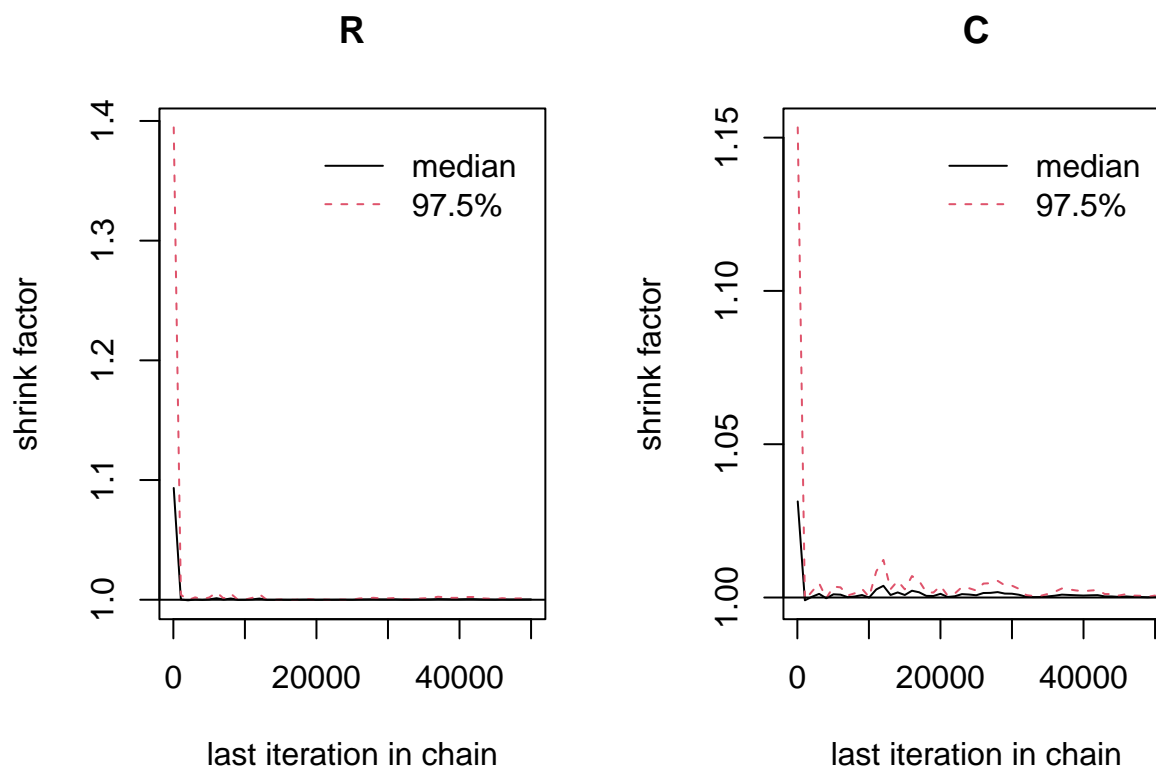 R
shrink factor
1.0
1.1
1.2
1.3
1.4
median
97.5%
0
20000
40000
last iteration in chain
C
shrink factor
1.00
1.05
1.10
1.15
median
97.5%
0
20000
40000
last iteration in chain